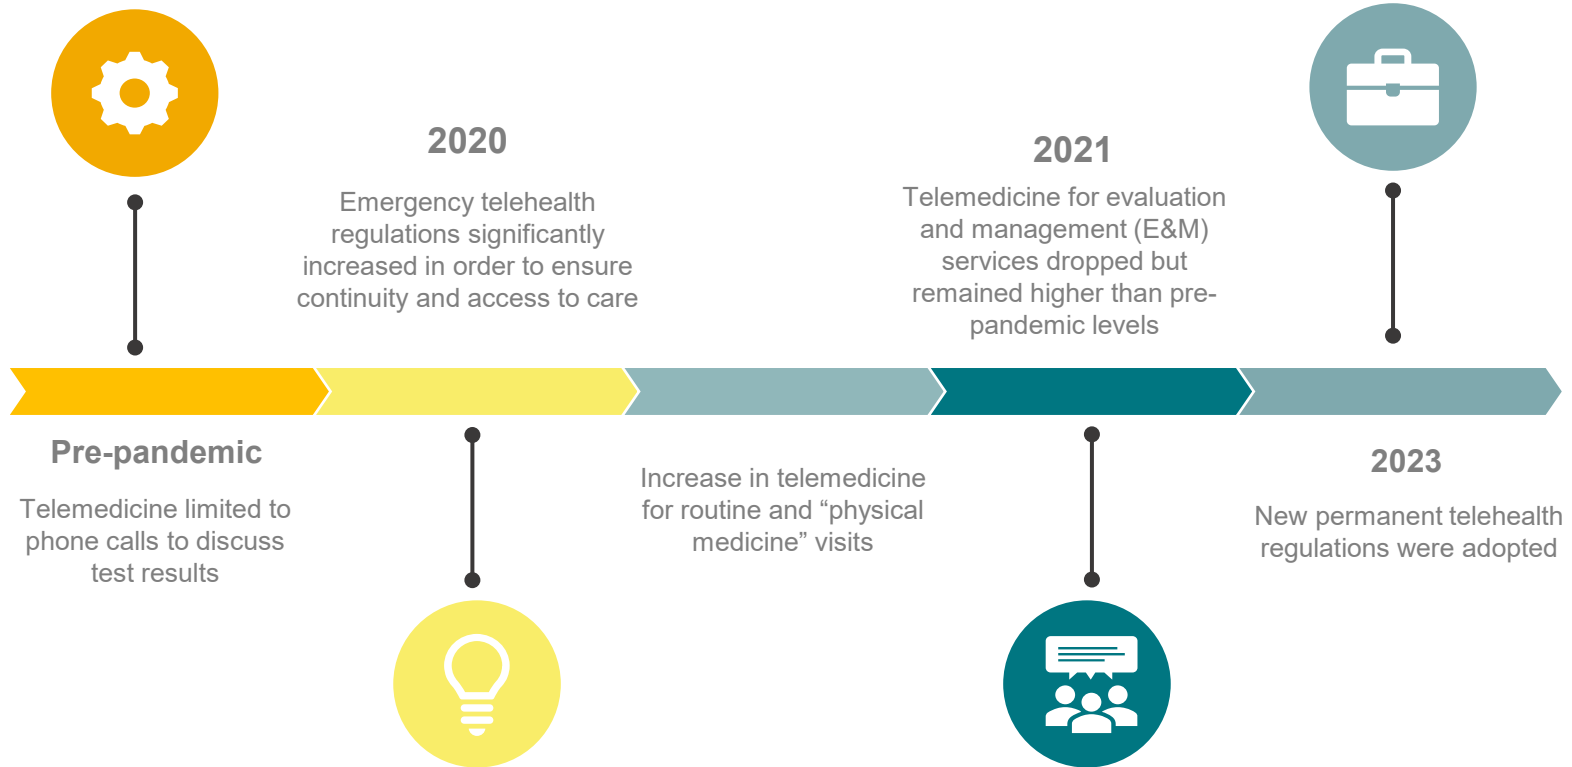 Pre-pandemic
Telemedicine limited to
phone calls to discuss
test results
2020
Emergency telehealth
regulations significantly
increased in order to ensure
continuity and access to care
Increase in telemedicine
for routine and “physical
medicine” visits
2021
Telemedicine for evaluation
and management (E&M)
services dropped but
remained higher than pre-
pandemic levels
2023
New permanent telehealth
regulations were adopted